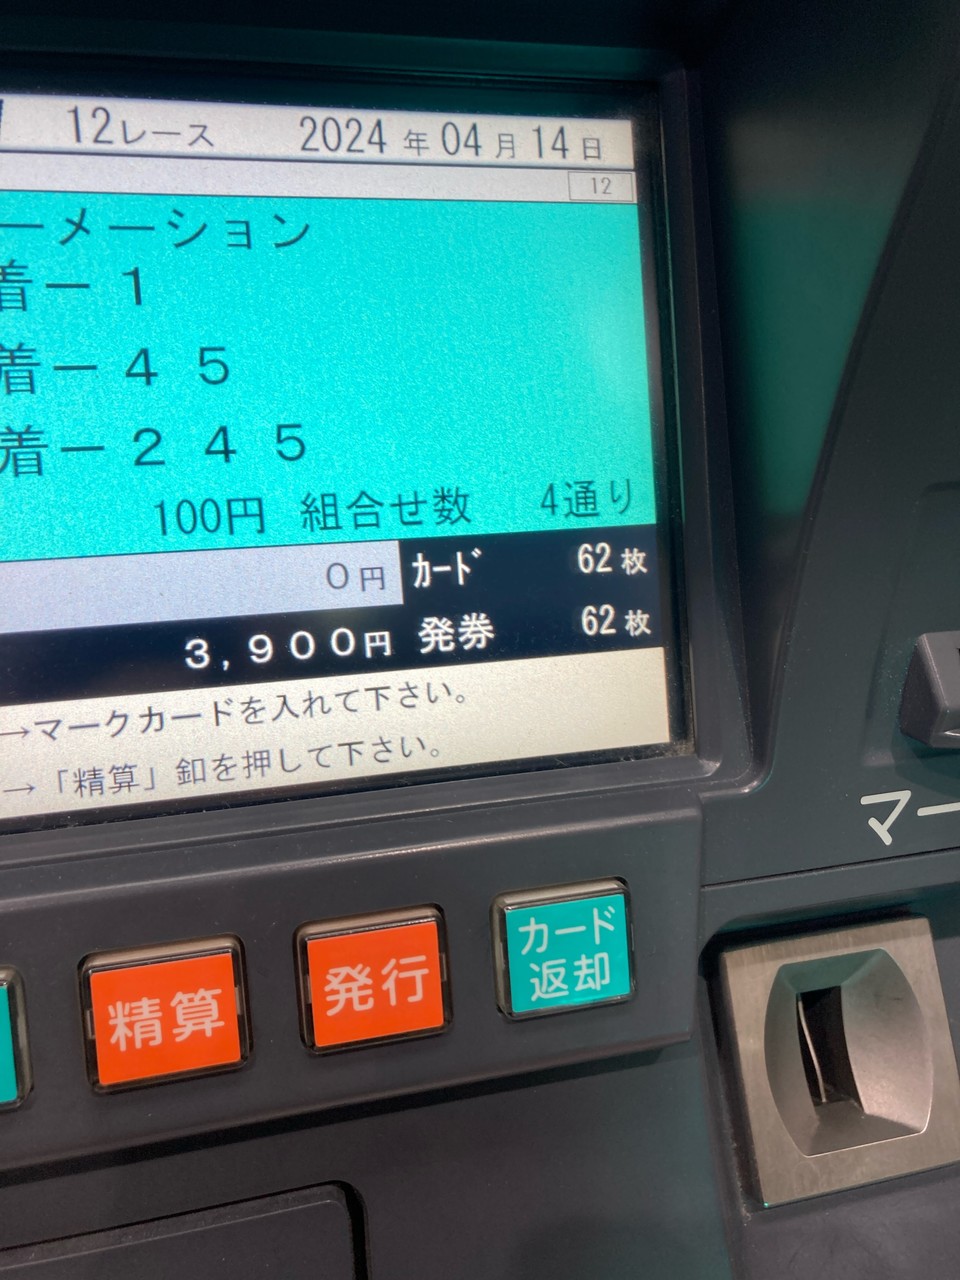 12レース 2024年04月14日
12
ーメーション
着ー1
着ー4 5
着ー2 4 5
100円 組合せ数 4通り
0円 カード 62枚
3,900円 発券 62枚
→マークカードを入れて下さい。
→「精算」釦を押して下さい。
マー
精算 発行 カード返却